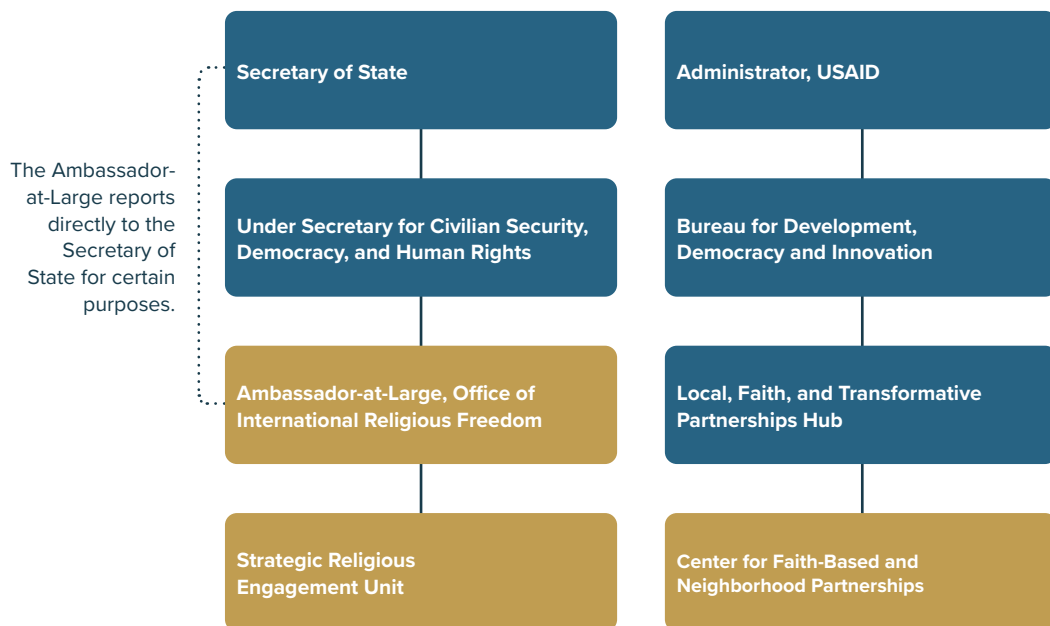 Secretary of State
Administrator, USAID
The Ambassador-
at-Large reports
directly to the
Secretary of
State for certain
purposes.
Under Secretary for Civilian Security,
Democracy, and Human Rights
Bureau for Development,
Democracy and Innovation
Ambassador-at-Large, Office of
International Religious Freedom
Local, Faith, and Transformative
Partnerships Hub
Strategic Religious
Engagement Unit
Center for Faith-Based and
Neighborhood Partnerships